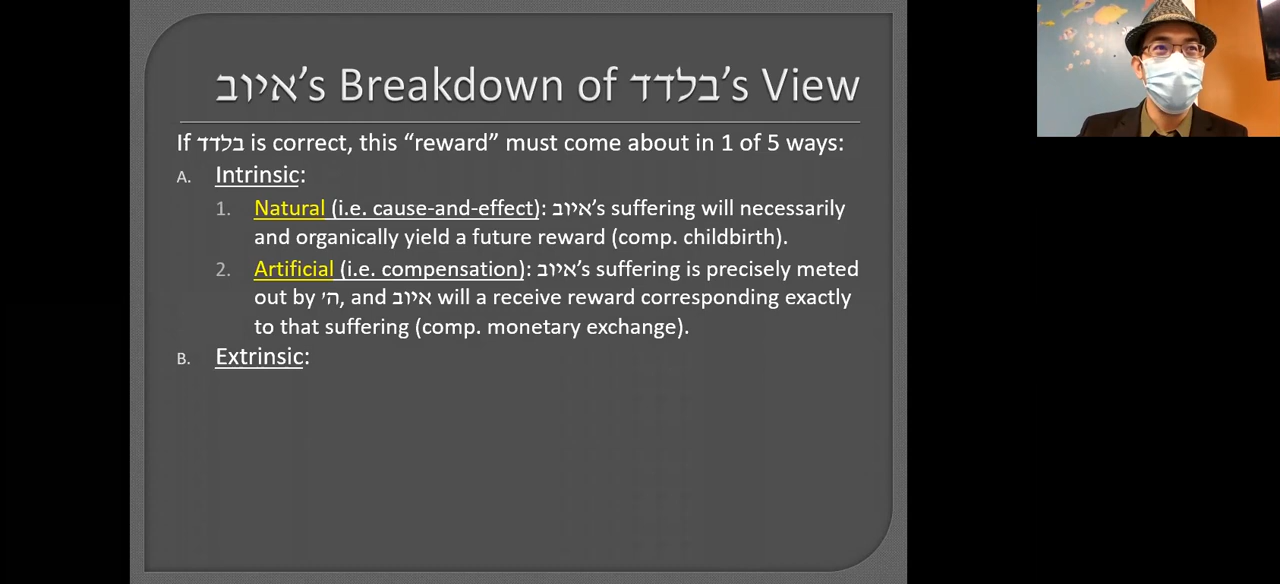 איוב's Breakdown of בלדד's View
If בלדד is correct, this “reward” must come about in 1 of 5 ways:
A. Intrinsic:
1. Natural (i.e. cause-and-effect): איוב's suffering will necessarily
and organically yield a future reward (comp. childbirth).
2. Artificial (i.e. compensation): איוב's suffering is precisely meted
out by ה', and איוב will a receive reward corresponding exactly
to that suffering (comp. monetary exchange).
B. Extrinsic: